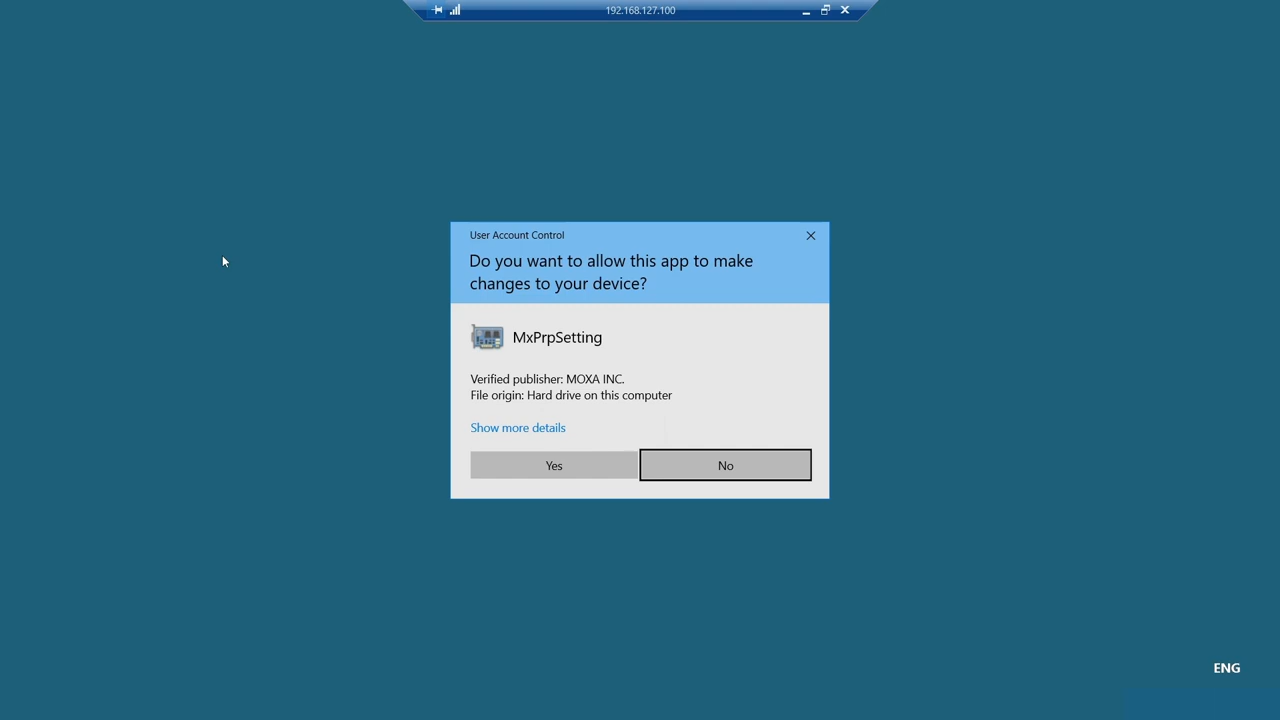 192.168.127.100
User Account Control
Do you want to allow this app to make
changes to your device?
MxPrpSetting
Verified publisher: MOXA INC.
File origin: Hard drive on this computer
Show more details
Yes
No
ENG